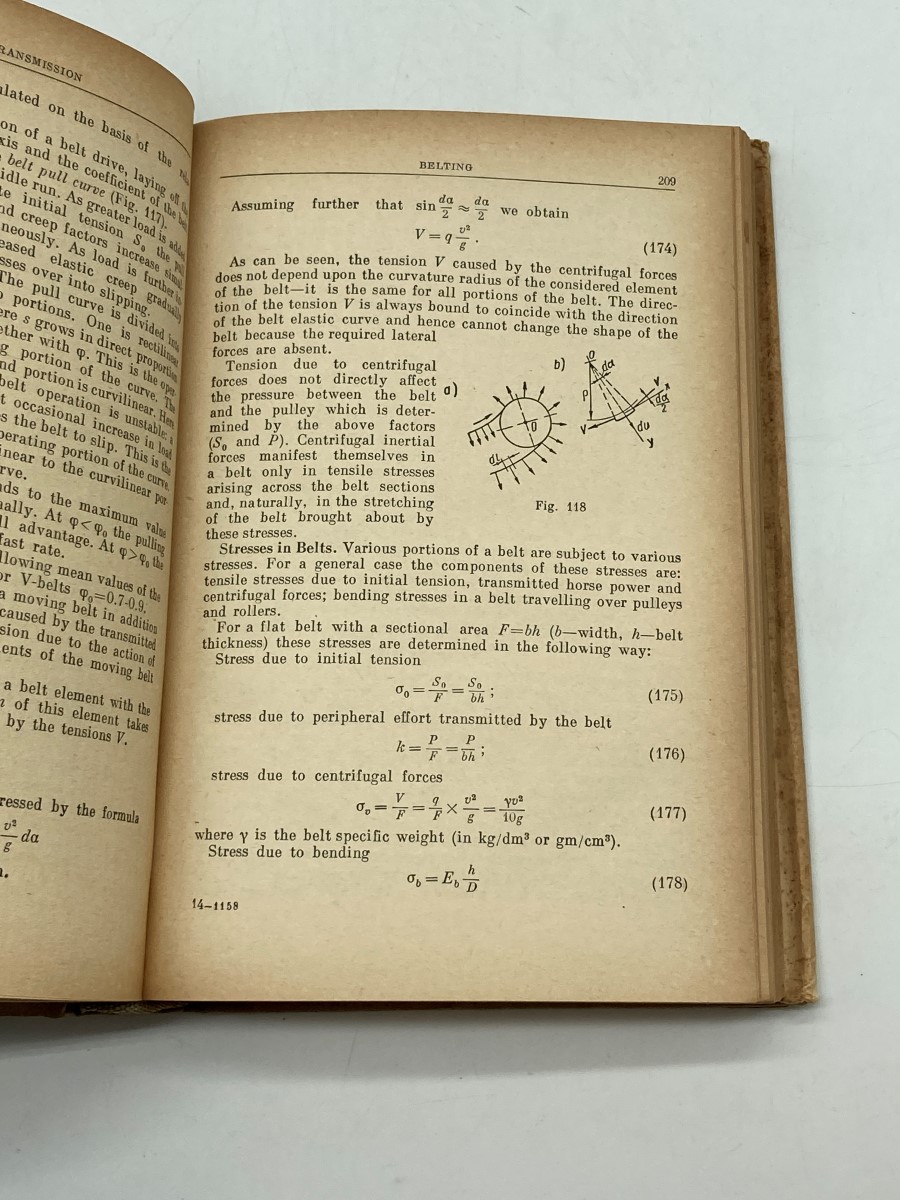 RANSMISSION
ulated on the basis of the
on of a belt drive, laying off
xis and the coefficient of the
belt pull curve (Fig. 117).
idle run. As greater load is added
te initial tension S₀ the pull
nd creep factors increase
neously. As load is further
eased elastic creep gradually
sses over into slipping.
The pull curve is divided into
portions. One is rectilinear
ere s grows in direct proportion
ether with φ. This is the oper-
g portion of the curve. The
nd portion is curvilinear. Here
belt operation is unstable: a
t occasional increase in load
s the belt to slip. This is the
perating portion of the curve.
inear to the curvilinear por-
rve.
nds to the maximum value
ally. At φ<φ₀ the pulling
ll advantage. At φ>φ₀ the
fast rate.
llowing mean values of the
or V-belts φ₀=0.7-0.9.
a moving belt in addition
caused by the transmitted
sion due to the action of
ents of the moving belt
a belt element with the
of this element takes
by the tensions V.
ressed by the formula
v²/g da
BELTING
209
Assuming further that sin da/2 ≈ da/2 we obtain
V = q v²/g .
(174)
As can be seen, the tension V caused by the centrifugal forces
does not depend upon the curvature radius of the considered element
of the belt—it is the same for all portions of the belt. The direc-
tion of the tension V is always bound to coincide with the direction
of the belt elastic curve and hence cannot change the shape of the
belt because the required lateral
forces are absent.
Tension due to centrifugal
forces does not directly affect
the pressure between the belt
and the pulley which is deter-
mined by the above factors
(S₀ and P). Centrifugal inertial
forces manifest themselves in
a belt only in tensile stresses
arising across the belt sections
and, naturally, in the stretching
of the belt brought about by
these stresses.
a)
O
dL
b)
O
da
ρ
V
V
x
da/2
dU
y
Fig. 118
Stresses in Belts. Various portions of a belt are subject to various
stresses. For a general case the components of these stresses are:
tensile stresses due to initial tension, transmitted horse power and
centrifugal forces; bending stresses in a belt travelling over pulleys
and rollers.
For a flat belt with a sectional area F=bh (b—width, h—belt
thickness) these stresses are determined in the following way:
Stress due to initial tension
σ₀ = S₀/F = S₀/bh ;
(175)
stress due to peripheral effort transmitted by the belt
k = P/F = P/bh ;
(176)
stress due to centrifugal forces
σᵥ = V/F = q/F × v²/g = γv²/10g
(177)
where γ is the belt specific weight (in kg/dm³ or gm/cm³).
Stress due to bending
σ_b = E_b h/D
(178)
14–1158